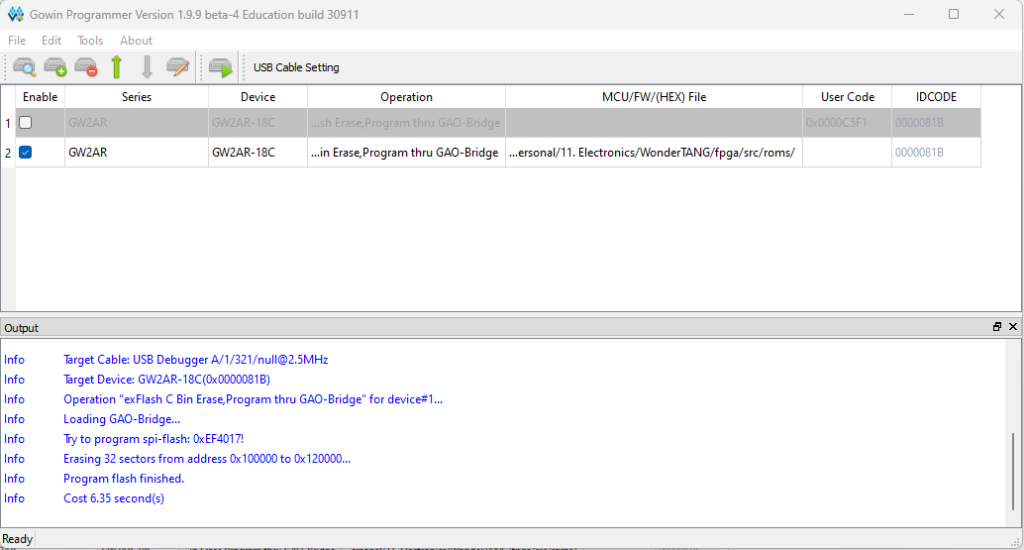 Gowin Programmer Version 1.9.9 beta-4 Education build 30911
File Edit Tools About
USB Cable Setting
Enable Series Device Operation MCU/FW/(HEX) File User Code IDCODE
1 GW2AR GW2AR-18C ...sh Erase,Program thru GAO-Bridge 0x0000C5F1 0000081B
2 GW2AR GW2AR-18C ...in Erase,Program thru GAO-Bridge ...ersonal/11. Electronics/WonderTANG/fpga/src/roms/ 0000081B
Output
Info Target Cable: USB Debugger A/1/321/null@2.5MHz
Info Target Device: GW2AR-18C(0x0000081B)
Info Operation "exFlash C Bin Erase,Program thru GAO-Bridge" for device#1...
Info Loading GAO-Bridge...
Info Try to program spi-flash: 0xEF4017!
Info Erasing 32 sectors from address 0x100000 to 0x120000...
Info Program flash finished.
Info Cost 6.35 second(s)
Ready